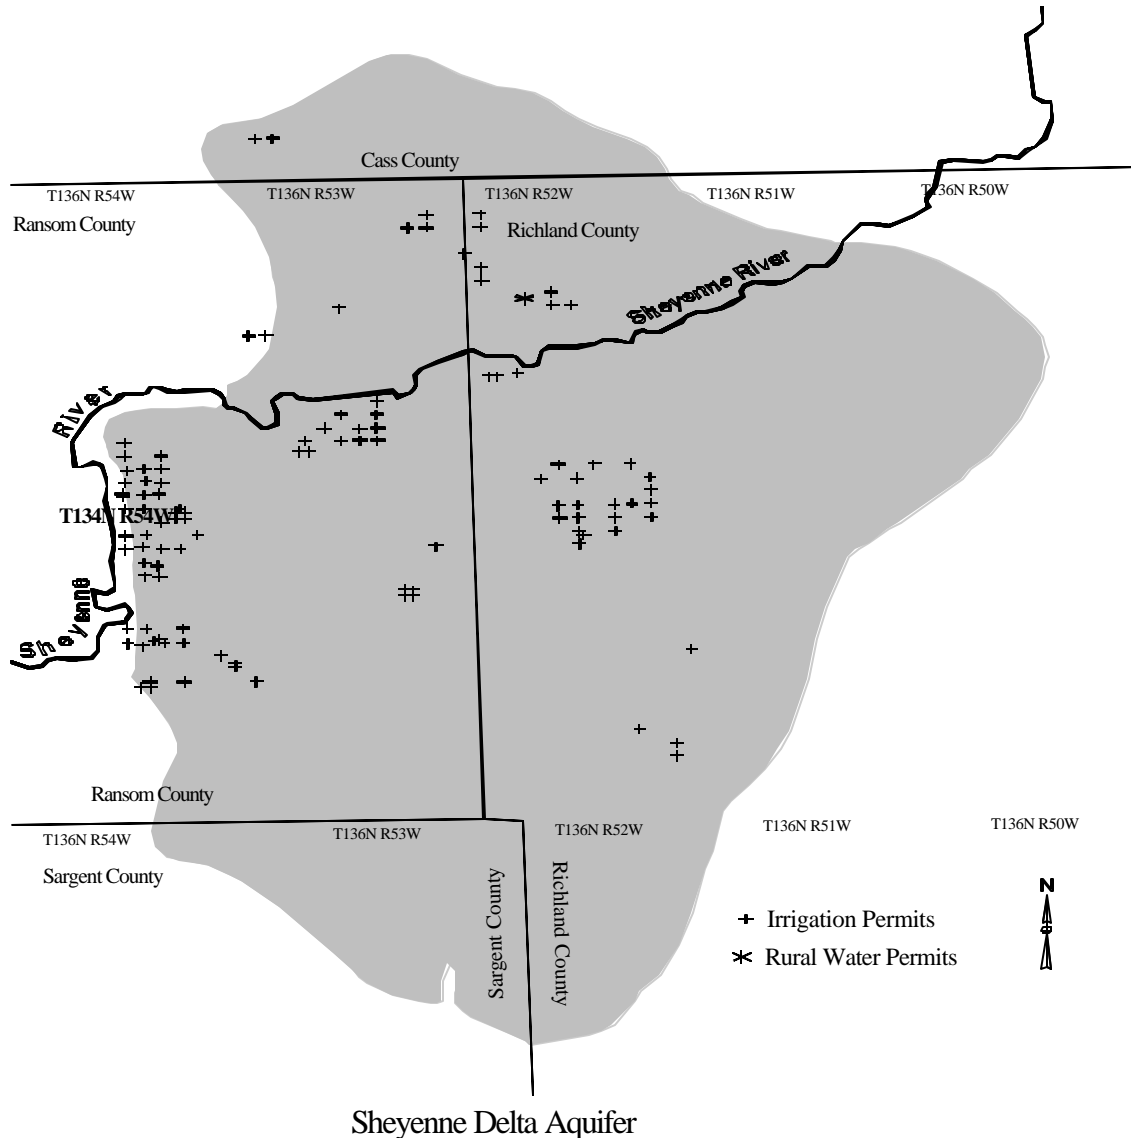 Cass County
T136N R54W
T136N R53W
T136N R52W
T136N R51W
T136N R50W
Ransom County
Richland County
Sheyenne River
River
T134N R54W
Sheyenne
Ransom County
T136N R54W
T136N R53W
T136N R52W
T136N R51W
T136N R50W
Sargent County
Sargent County
Richland County
N
Irrigation Permits
Rural Water Permits
Sheyenne Delta Aquifer